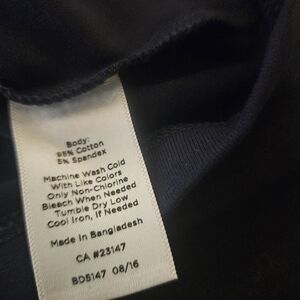 Body:
95% Cotton
5% Spandex
Machine Wash Cold
With Like Colors
Only Non-Chlorine
Bleach When Needed
Tumble Dry Low
Cool Iron, If Needed
Made in Bangladesh
CA #23147
BD5147 08/16